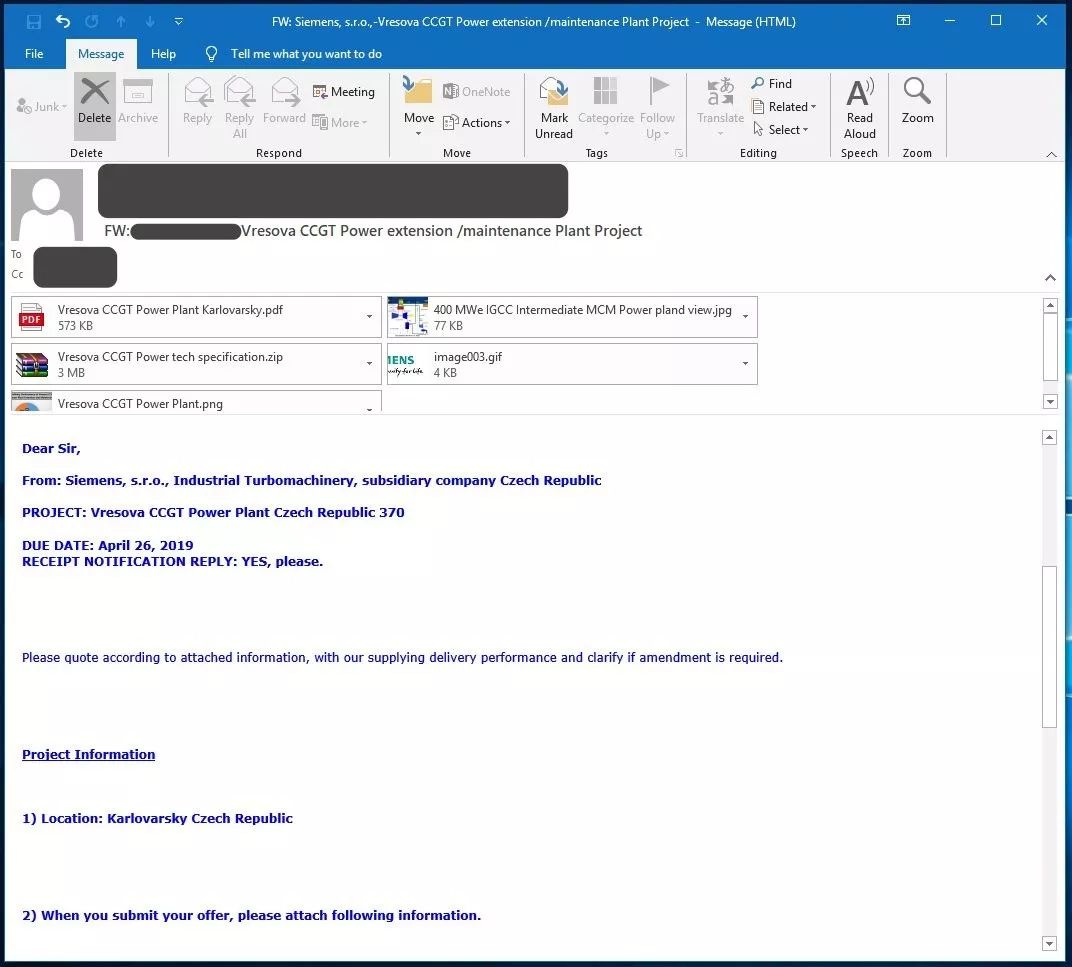 FW: Siemens, s.r.o.,-Vresova CCGT Power extension /maintenance Plant Project - Message (HTML)
File Message Help Tell me what you want to do
Junk
Delete
Archive
Reply
Reply All
Forward
Meeting
More
Move
OneNote
Actions
Mark Unread
Categorize
Follow Up
Translate
Find
Related
Select
Read Aloud
Zoom
Delete Respond Move Tags Editing Speech Zoom
FW: Vresova CCGT Power extension /maintenance Plant Project
To
Cc
PDF
Vresova CCGT Power Plant Karlovarsky.pdf
573 KB
400 MWe IGCC Intermediate MCM Power pland view.jpg
77 KB
Vresova CCGT Power tech specification.zip
3 MB
MENS
image003.gif
4 KB
Vresova CCGT Power Plant.png
Dear Sir,
From: Siemens, s.r.o., Industrial Turbomachinery, subsidiary company Czech Republic
PROJECT: Vresova CCGT Power Plant Czech Republic 370
DUE DATE: April 26, 2019
RECEIPT NOTIFICATION REPLY: YES, please.
Please quote according to attached information, with our supplying delivery performance and clarify if amendment is required.
Project Information
1) Location: Karlovarsky Czech Republic
2) When you submit your offer, please attach following information.